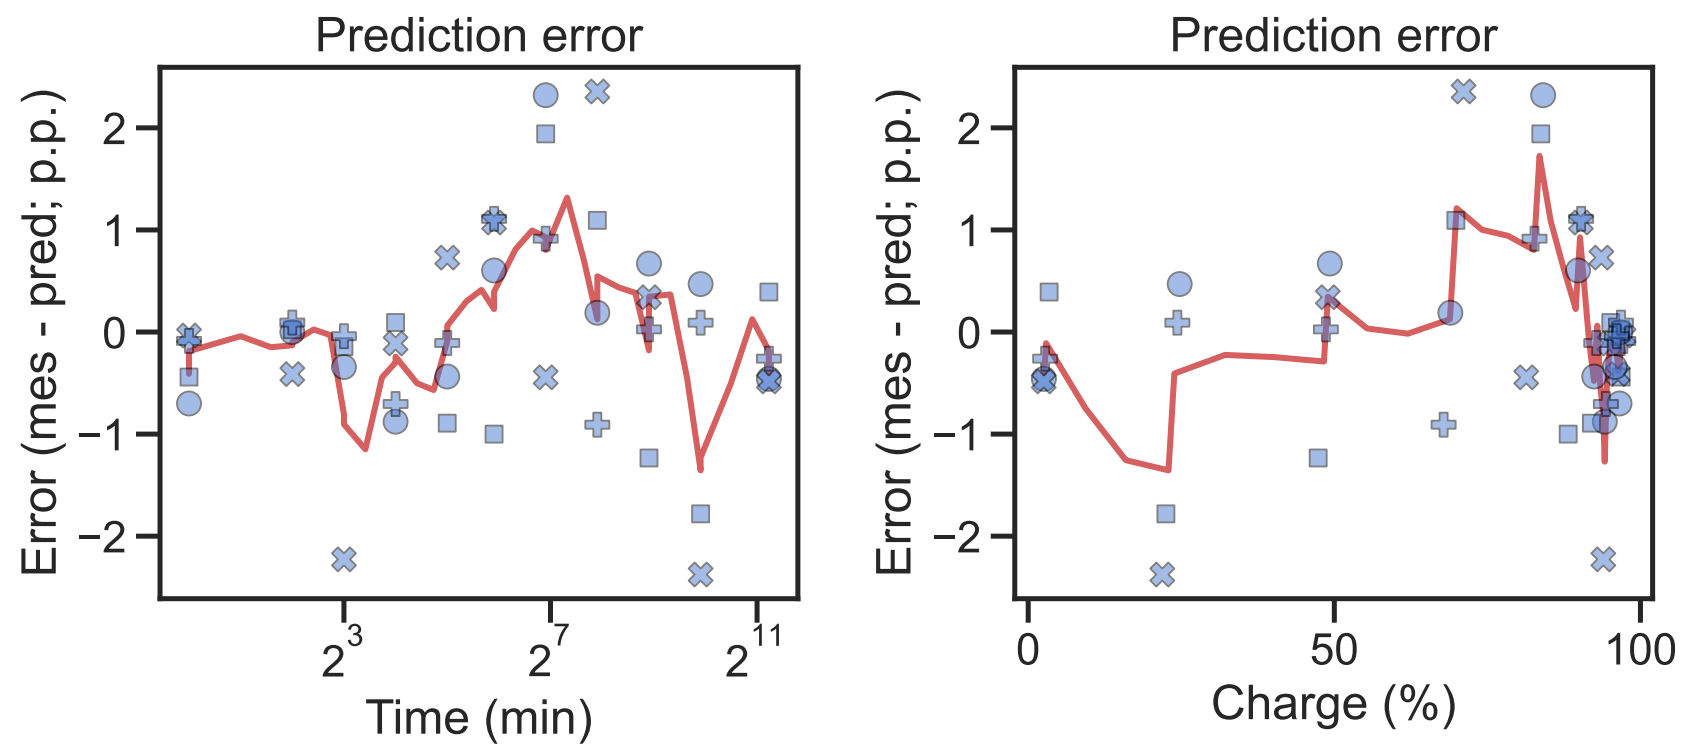 Prediction error
Error (mes - pred; p.p.)
2
1
0
−1
−2
2^3
2^7
2^11
Time (min)
Prediction error
Error (mes - pred; p.p.)
2
1
0
−1
−2
0
50
100
Charge (%)